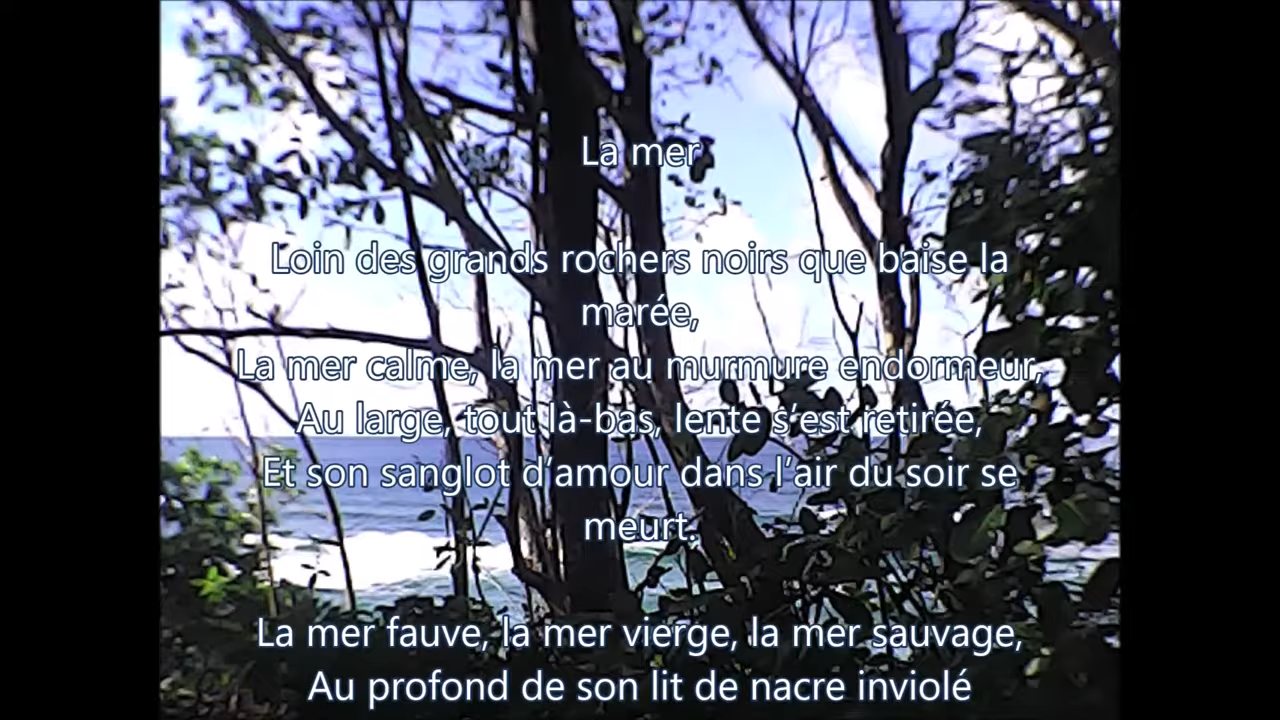 La mer
Loin des grands rochers noirs que baise la
marée,
La mer calme, la mer au murmure endormeur,
Au large, tout là-bas, lente s’est retirée,
Et son sanglot d’amour dans l’air du soir se
meurt.
La mer fauve, la mer vierge, la mer sauvage,
Au profond de son lit de nacre inviolé